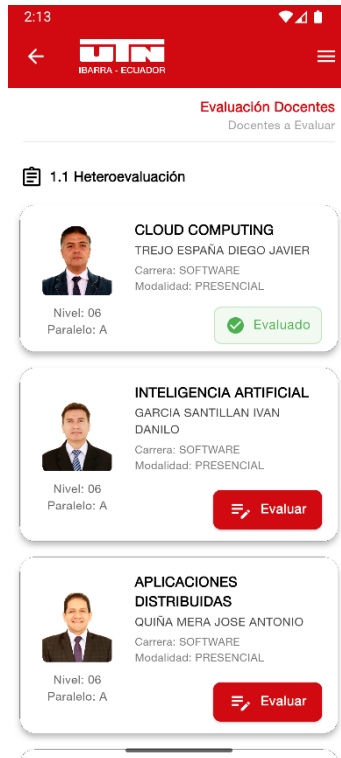 2:13
UTN
IBARRA - ECUADOR
Evaluación Docentes
Docentes a Evaluar
1.1 Heteroevaluación
CLOUD COMPUTING
TREJO ESPAÑA DIEGO JAVIER
Carrera: SOFTWARE
Modalidad: PRESENCIAL
Nivel: 06
Paralelo: A
Evaluado
INTELIGENCIA ARTIFICIAL
GARCIA SANTILLAN IVAN
DANILO
Carrera: SOFTWARE
Modalidad: PRESENCIAL
Nivel: 06
Paralelo: A
Evaluar
APLICACIONES
DISTRIBUIDAS
QUIÑA MERA JOSE ANTONIO
Carrera: SOFTWARE
Modalidad: PRESENCIAL
Nivel: 06
Paralelo: A
Evaluar